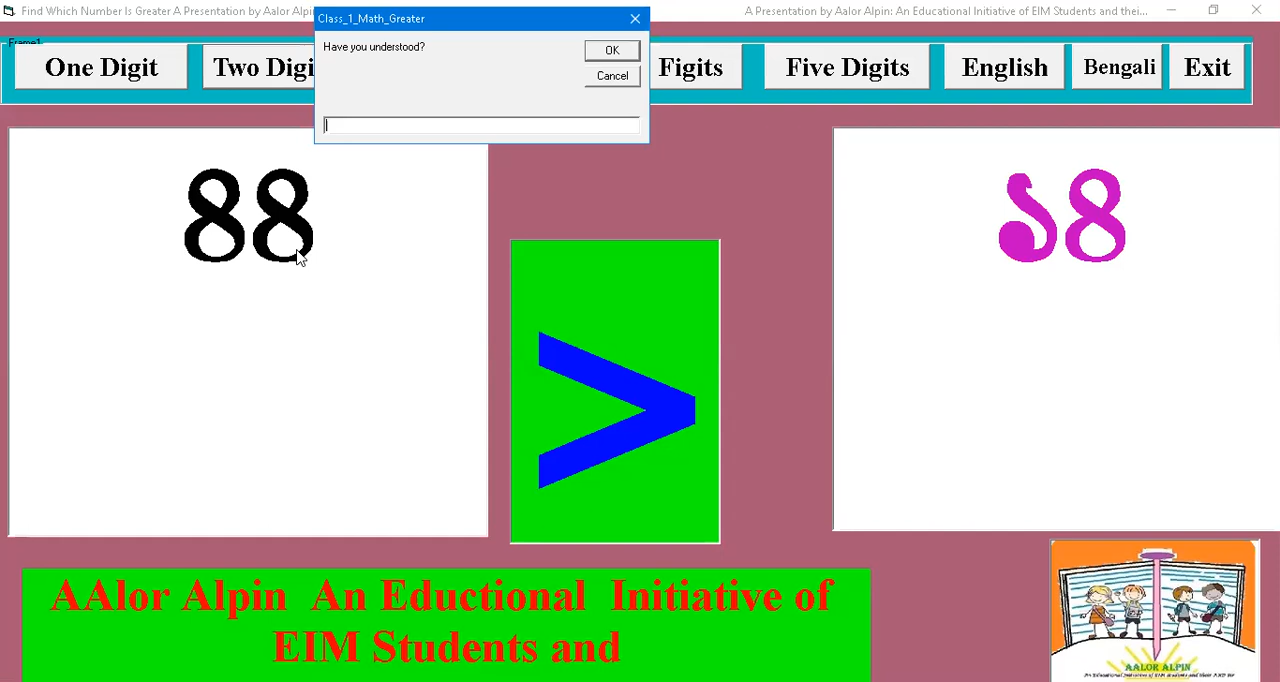 Find Which Number Is Greater A Presentation by Aalor Alpin
A Presentation by Aalor Alpin: An Educational Initiative of EIM Students and thei...
Class_1_Math_Greater
Have you understood?
OK
Cancel
Frame1
One Digit
Two Digi
Figits
Five Digits
English
Bengali
Exit
৪৪
>
১৪
AAlor Alpin An Eductional Initiative of
EIM Students and
AALOR ALPIN